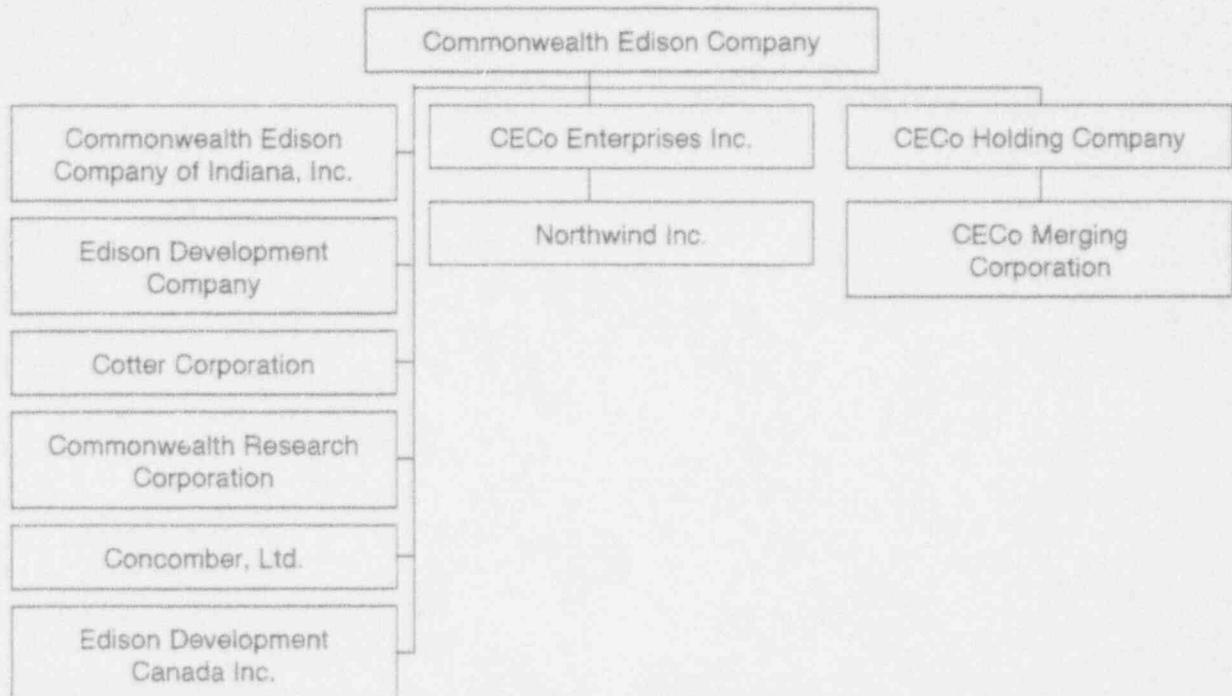 Commonwealth Edison Company
Commonwealth Edison
Company of Indiana, Inc.
CECo Enterprises Inc.
CECo Holding Company
Edison Development
Company
Northwind Inc.
CECo Merging
Corporation
Cotter Corporation
Commonwealth Research
Corporation
Concomber, Ltd.
Edison Development
Canada Inc.